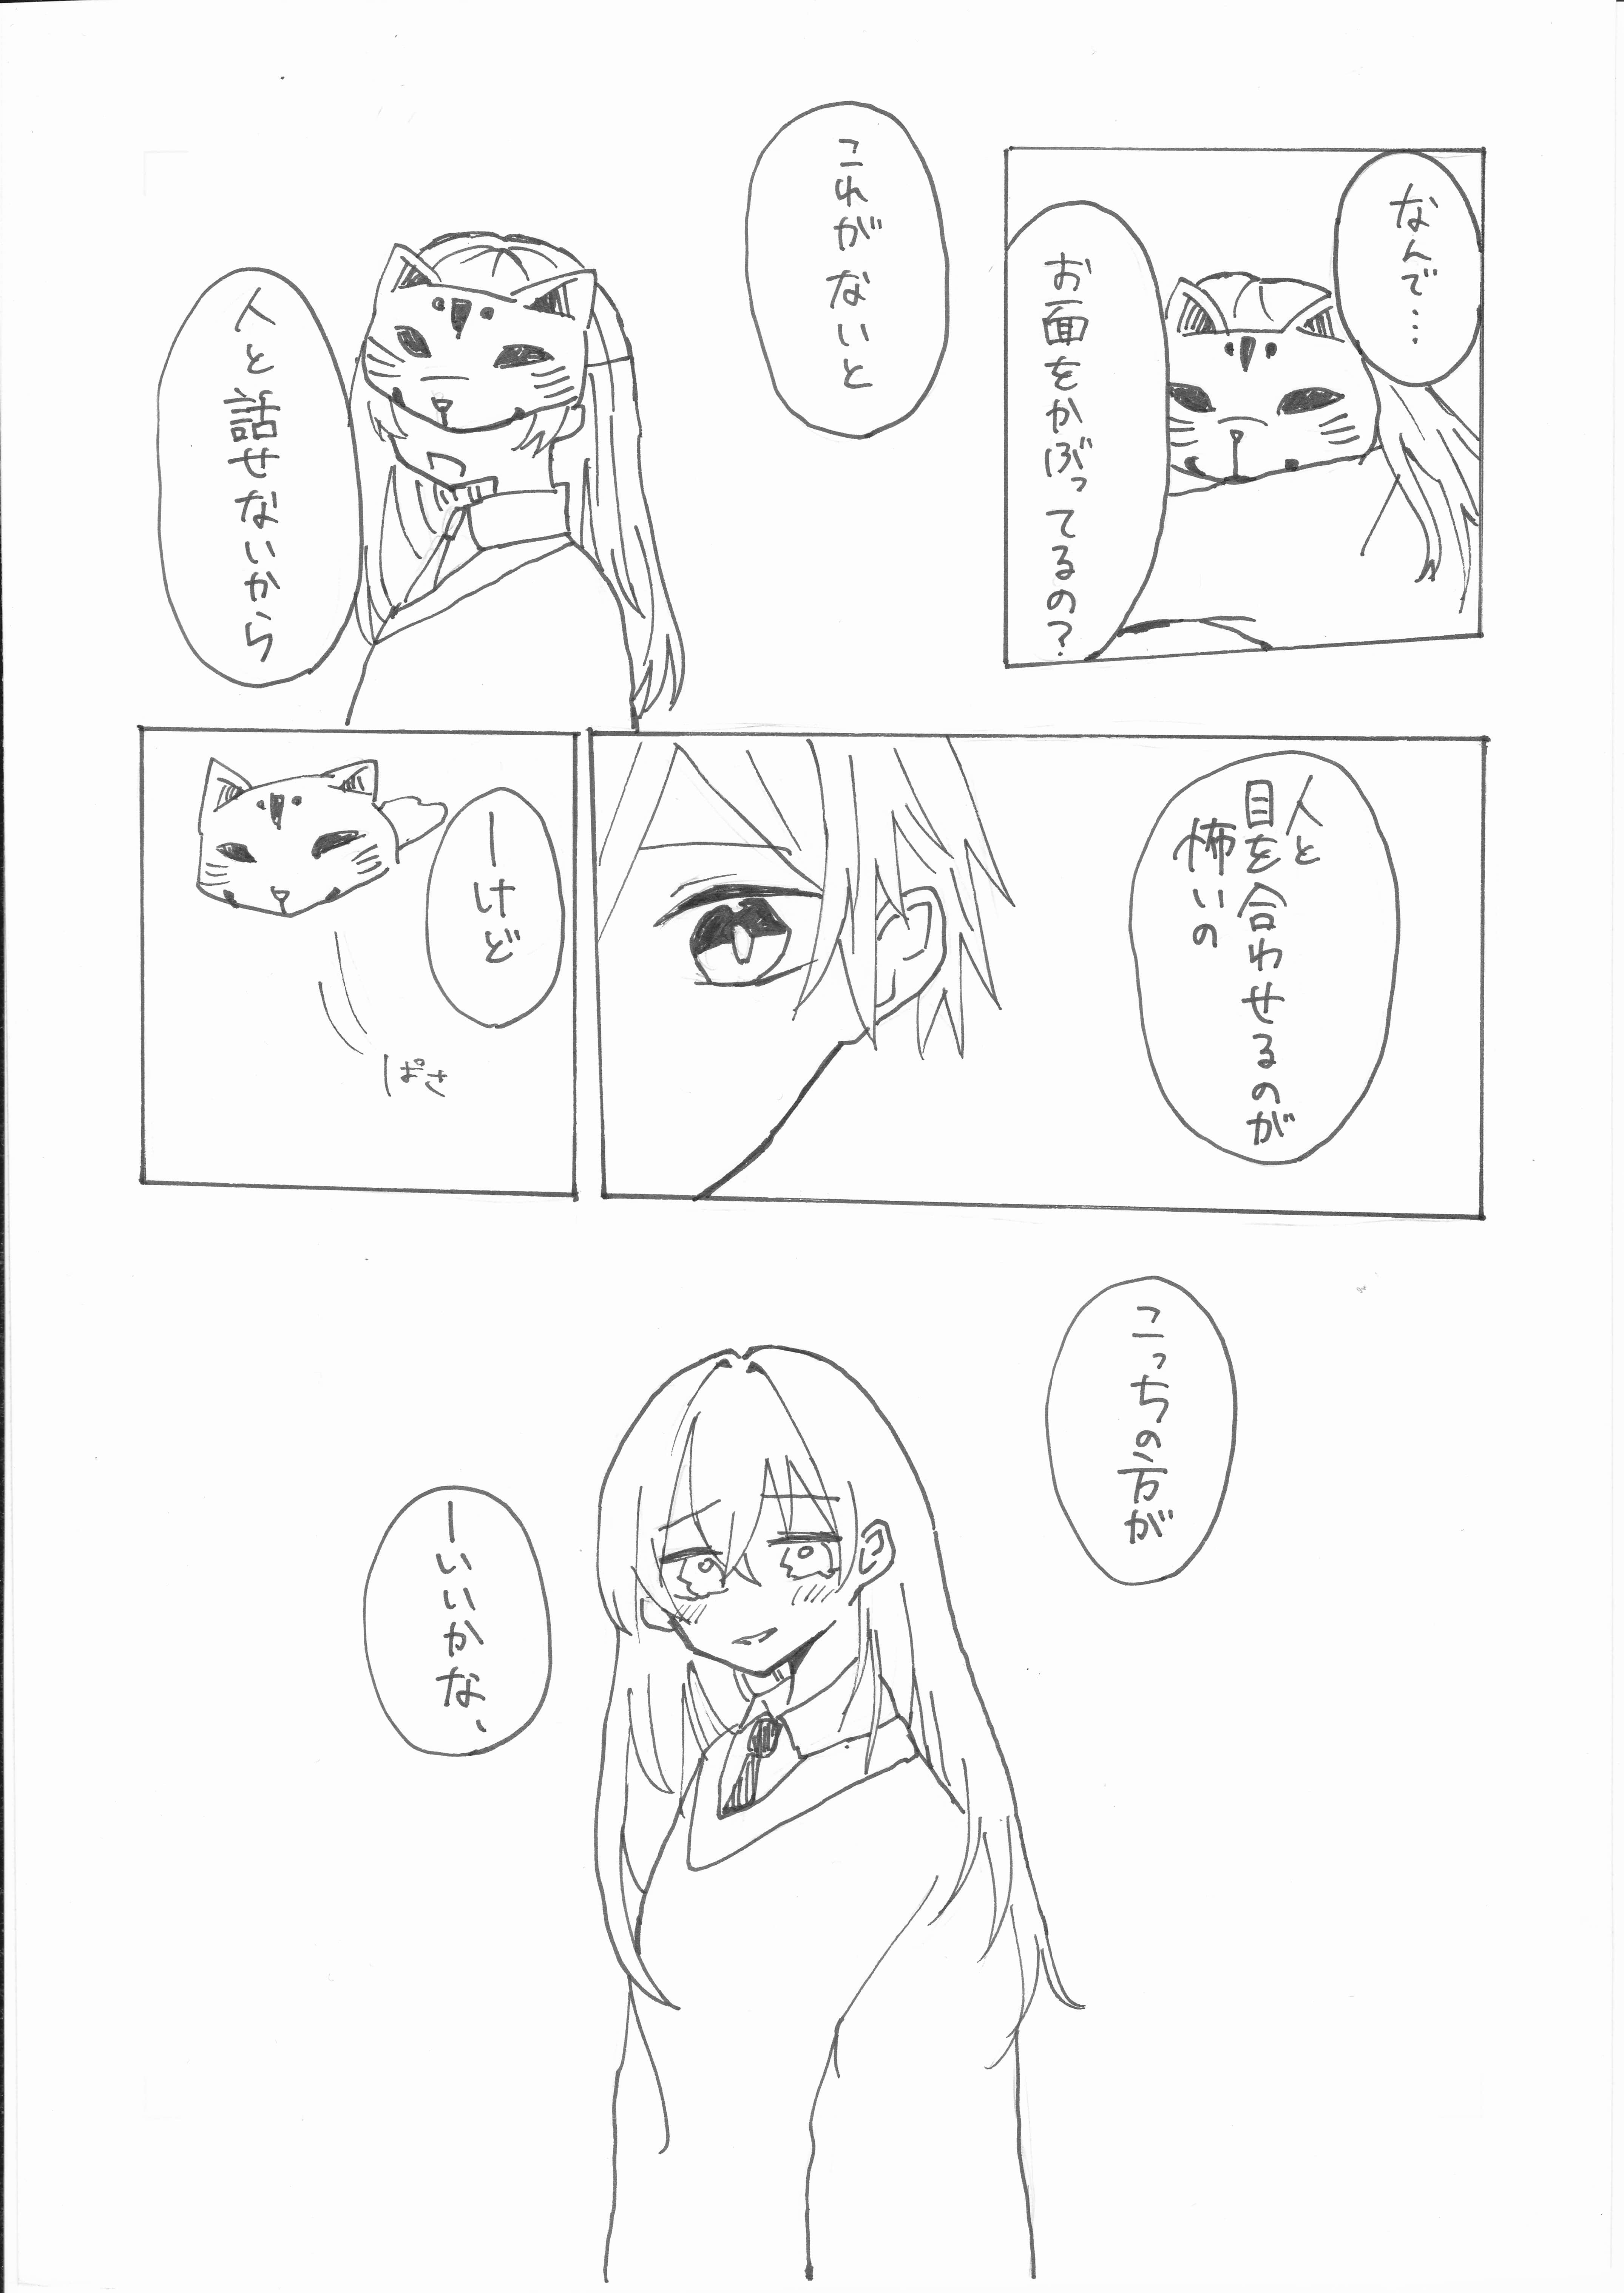 なんで…
お面をかぶってるの？
これがないと
人と話せないから
人と
目を合わせるのが
怖いの
ーけど
ぱさ
こっちの方が
ーいいかな、